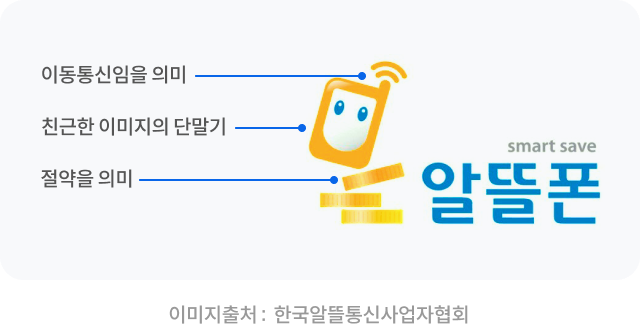 이동통신임을 의미
친근한 이미지의 단말기
절약을 의미
smart save
알뜰폰
이미지출처 : 한국알뜰통신사업자협회